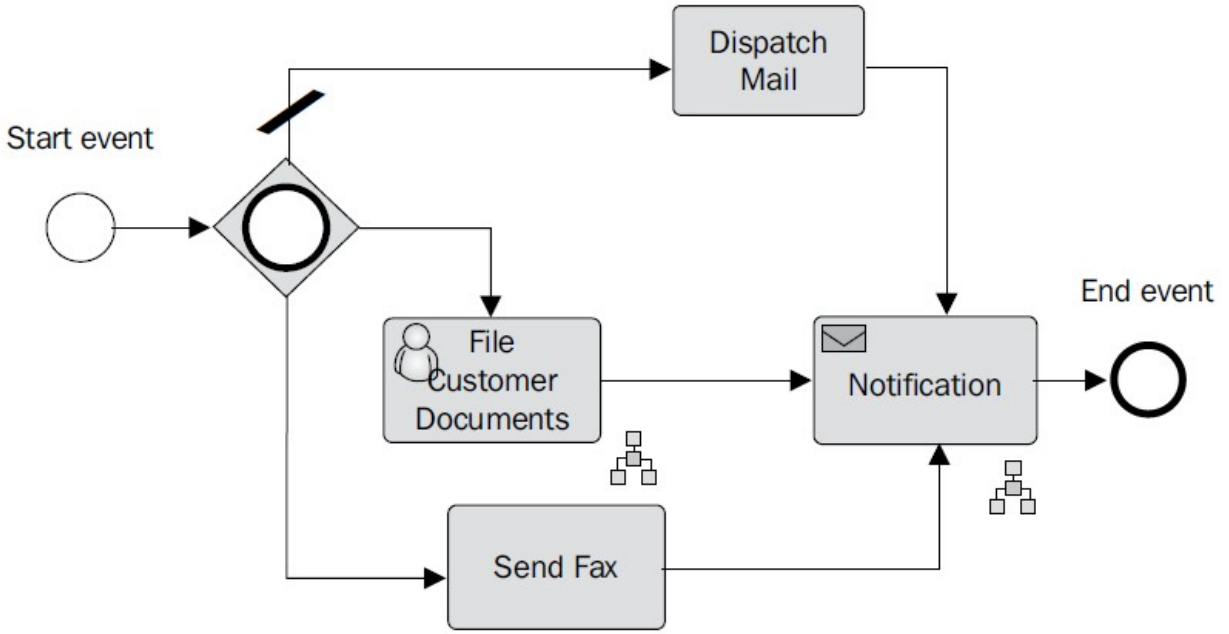 Dispatch
Mail
Start event
End event
File
Customer
Documents
Notification
Send Fax